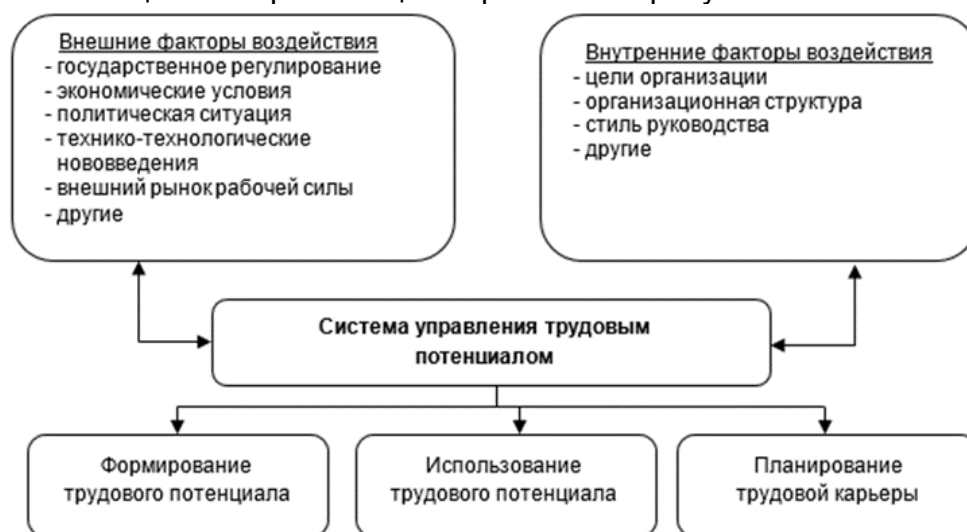 Внешние факторы воздействия
- государственное регулирование
- экономические условия
- политическая ситуация
- технико-технологические
нововведения
- внешний рынок рабочей силы
- другие
Внутренние факторы воздействия
- цели организации
- организационная структура
- стиль руководства
- другие
Система управления трудовым
потенциалом
Формирование
трудового потенциала
Использование
трудового потенциала
Планирование
трудовой карьеры